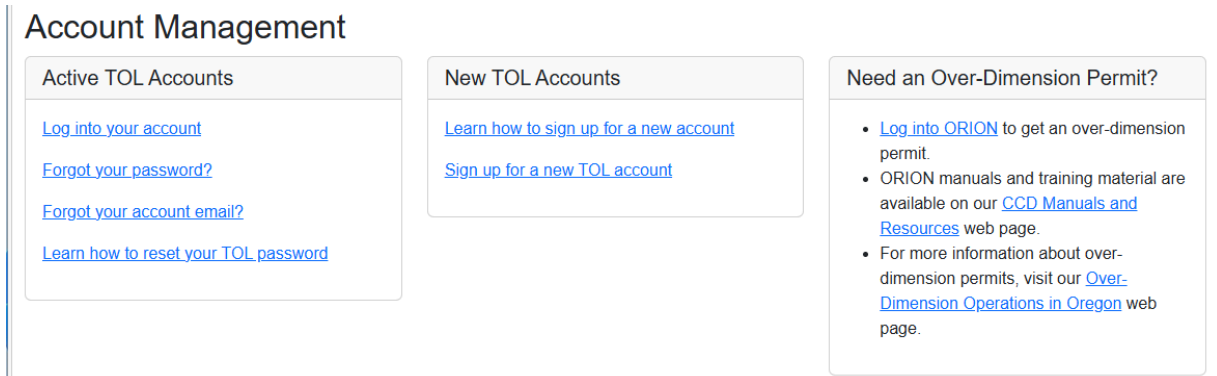 Account Management
Active TOL Accounts
Log into your account
Forgot your password?
Forgot your account email?
Learn how to reset your TOL password
New TOL Accounts
Learn how to sign up for a new account
Sign up for a new TOL account
Need an Over-Dimension Permit?
• Log into ORION to get an over-dimension
permit.
• ORION manuals and training material are
available on our CCD Manuals and
Resources web page.
• For more information about over-
dimension permits, visit our Over-
Dimension Operations in Oregon web
page.